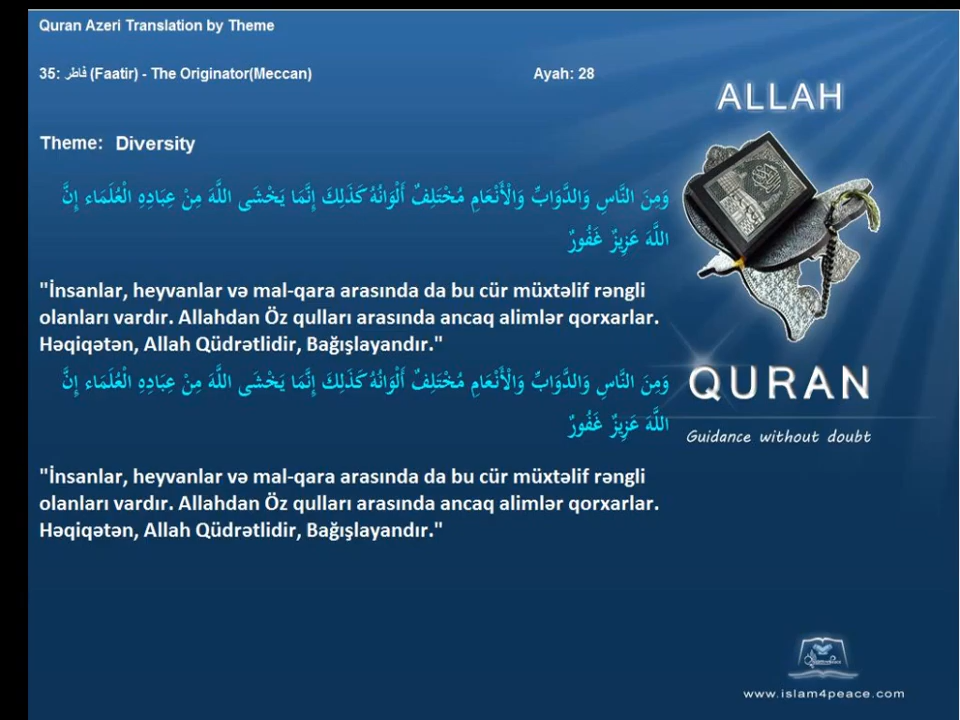 Quran Azeri Translation by Theme
35: فاطر (Faatir) - The Originator(Meccan)
Ayah: 28
ALLAH
Theme: Diversity
وَمِنَ النَّاسِ وَالدَّوَابِّ وَالْأَنْعَامِ مُخْتَلِفٌ أَلْوَانُهُ كَذَلِكَ إِنَّمَا يَخْشَى اللَّهَ مِنْ عِبَادِهِ الْعُلَمَاء إِنَّ
اللَّهَ عَزِيزٌ غَفُورٌ
"İnsanlar, heyvanlar və mal-qara arasında da bu cür müxtəlif rəngli
olanları vardır. Allahdan Öz qulları arasında ancaq alimlər qorxarlar.
Həqiqətən, Allah Qüdrətlidir, Bağışlayandır."
وَمِنَ النَّاسِ وَالدَّوَابِّ وَالْأَنْعَامِ مُخْتَلِفٌ أَلْوَانُهُ كَذَلِكَ إِنَّمَا يَخْشَى اللَّهَ مِنْ عِبَادِهِ الْعُلَمَاء إِنَّ
اللَّهَ عَزِيزٌ غَفُورٌ
"İnsanlar, heyvanlar və mal-qara arasında da bu cür müxtəlif rəngli
olanları vardır. Allahdan Öz qulları arasında ancaq alimlər qorxarlar.
Həqiqətən, Allah Qüdrətlidir, Bağışlayandır."
QURAN
Guidance without doubt
www.islam4peace.com